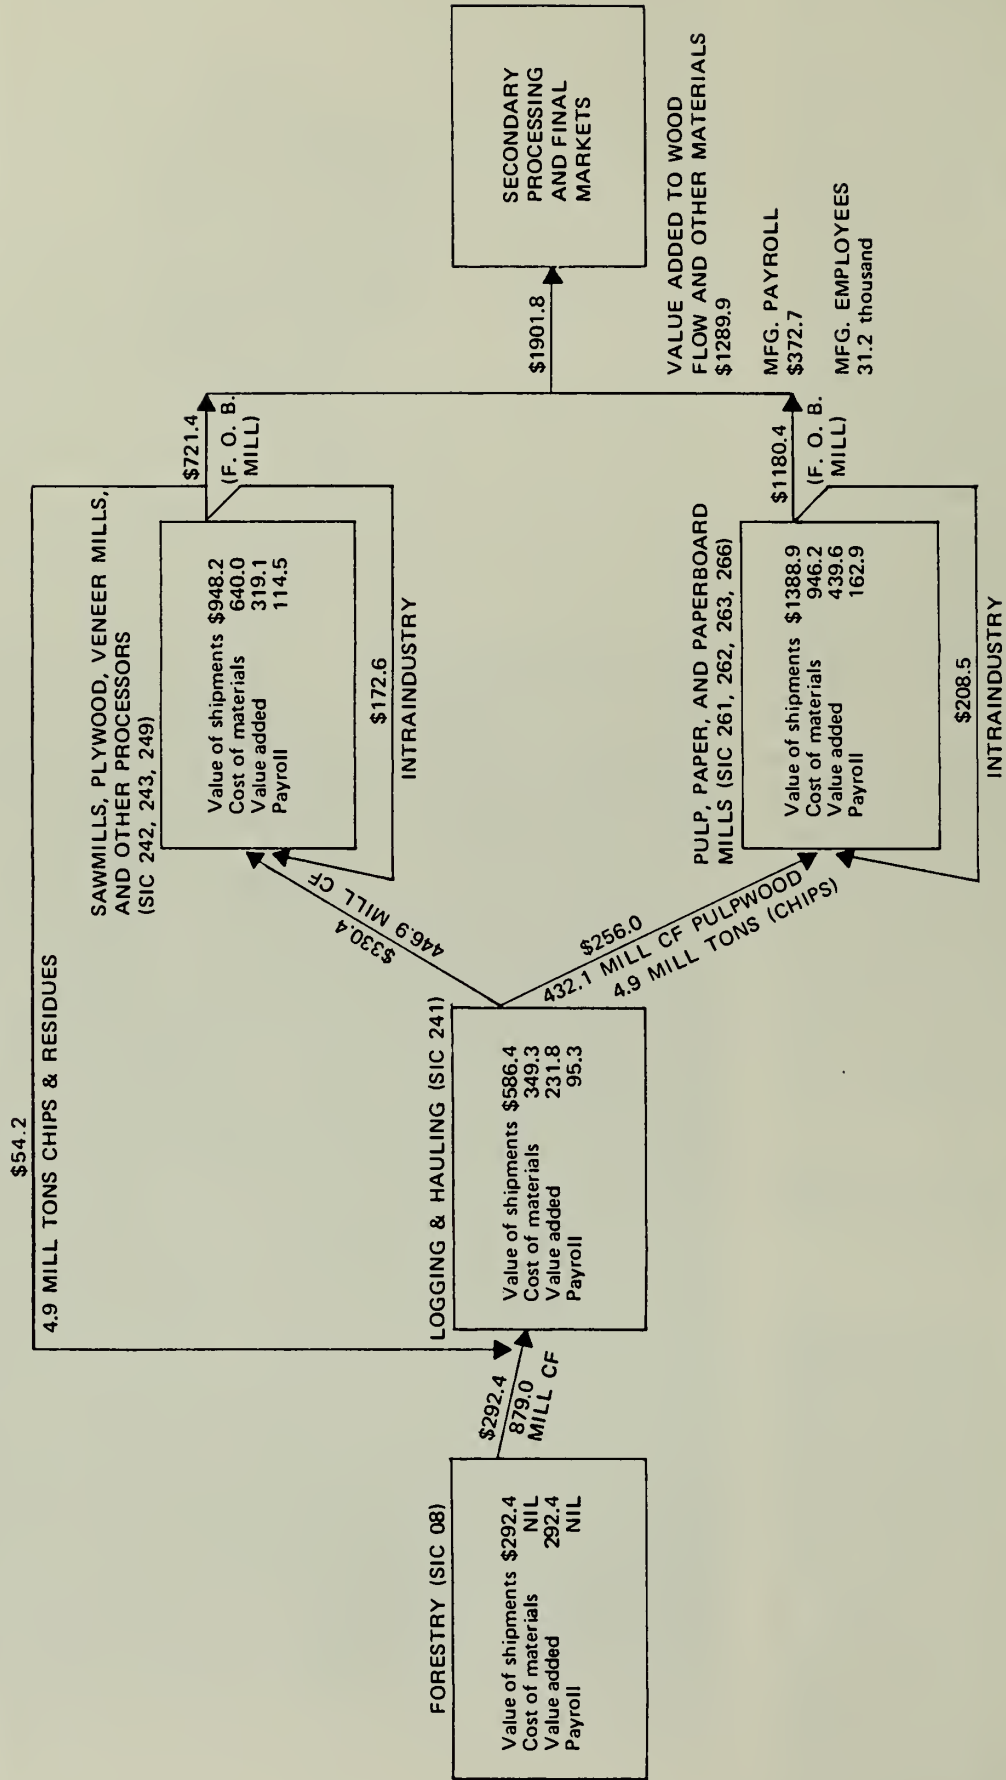 $54.2
4.9 MILL TONS CHIPS & RESIDUES
FORESTRY (SIC 08)
Value of shipments $292.4
Cost of materials NIL
Value added 292.4
Payroll NIL
$292.4
879.0
MILL CF
LOGGING & HAULING (SIC 241)
Value of shipments $586.4
Cost of materials 349.3
Value added 231.8
Payroll 95.3
$330.4
446.9 MILL CF
$256.0
432.1 MILL CF PULPWOOD
4.9 MILL TONS (CHIPS)
SAWMILLS, PLYWOOD, VENEER MILLS,
AND OTHER PROCESSORS
(SIC 242, 243, 249)
Value of shipments $948.2
Cost of materials 640.0
Value added 319.1
Payroll 114.5
$172.6
INTRAINDUSTRY
$721.4
(F. O. B.
MILL)
PULP, PAPER, AND PAPERBOARD
MILLS (SIC 261, 262, 263, 266)
Value of shipments $1388.9
Cost of materials 946.2
Value added 439.6
Payroll 162.9
$208.5
INTRAINDUSTRY
$1180.4
(F. O. B.
MILL)
$1901.8
SECONDARY
PROCESSING
AND FINAL
MARKETS
VALUE ADDED TO WOOD
FLOW AND OTHER MATERIALS
$1289.9
MFG. PAYROLL
$372.7
MFG. EMPLOYEES
31.2 thousand